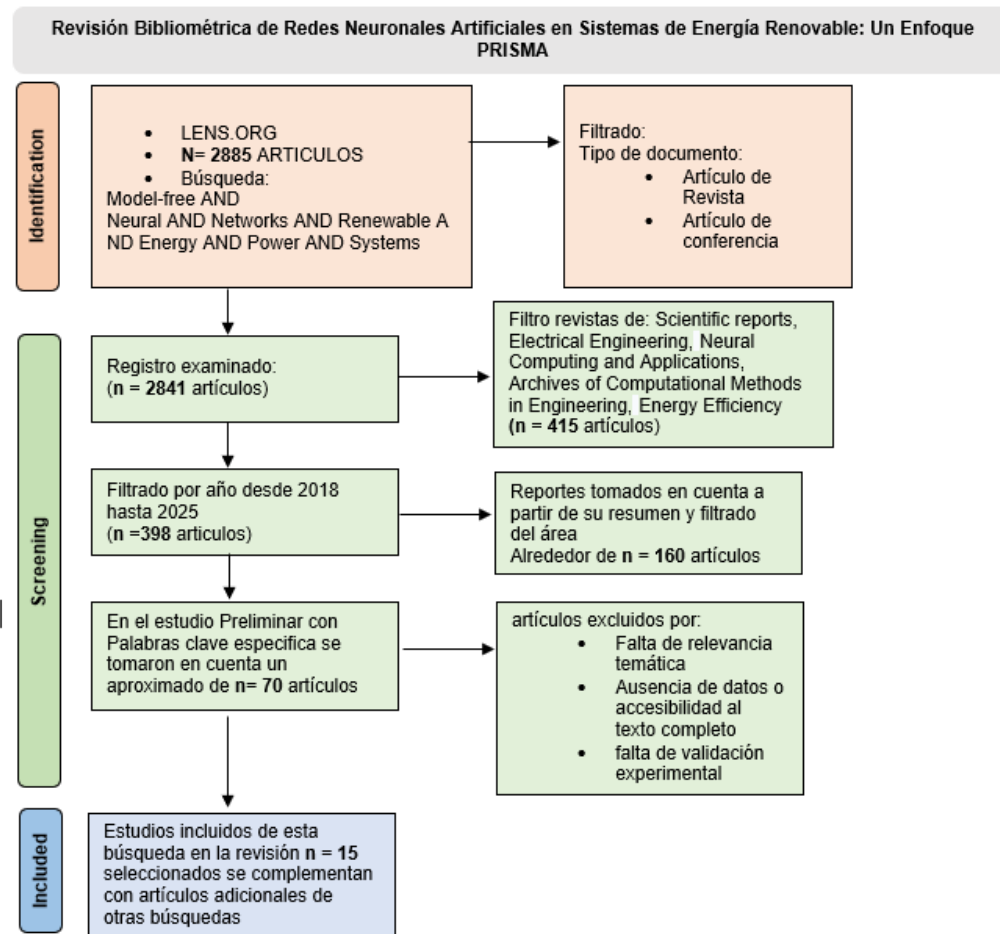 Revisión Bibliométrica de Redes Neuronales Artificiales en Sistemas de Energía Renovable: Un Enfoque
PRISMA
Identification
• LENS.ORG
• N= 2885 ARTICULOS
• Búsqueda:
Model-free AND
Neural AND Networks AND Renewable A
ND Energy AND Power AND Systems
Filtrado:
Tipo de documento:
• Artículo de
Revista
• Artículo de
conferencia
Screening
Registro examinado:
(n = 2841 artículos)
Filtro revistas de: Scientific reports,
Electrical Engineering, Neural
Computing and Applications,
Archives of Computational Methods
in Engineering, Energy Efficiency
(n = 415 artículos)
Filtrado por año desde 2018
hasta 2025
(n =398 articulos)
Reportes tomados en cuenta a
partir de su resumen y filtrado
del área
Alrededor de n = 160 artículos
En el estudio Preliminar con
Palabras clave especifica se
tomaron en cuenta un
aproximado de n= 70 artículos
artículos excluidos por:
• Falta de relevancia
temática
• Ausencia de datos o
accesibilidad al
texto completo
• falta de validación
experimental
Included
Estudios incluidos de esta
búsqueda en la revisión n = 15
seleccionados se complementan
con artículos adicionales de
otras búsquedas